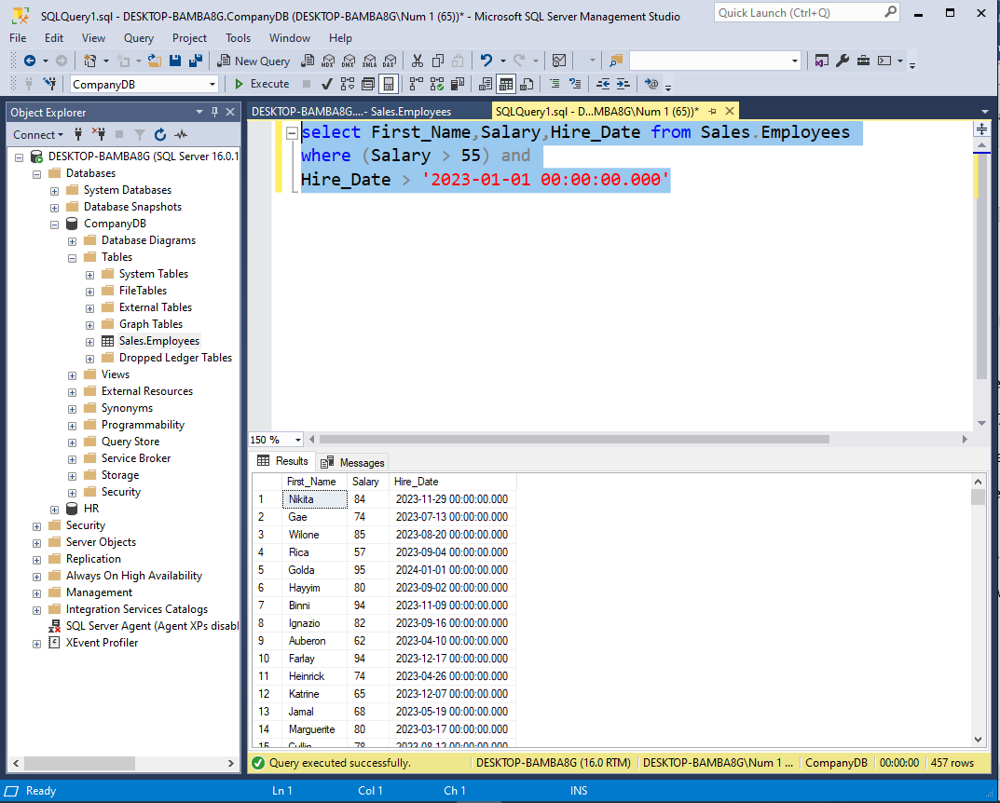 SQLQuery1.sql - DESKTOP-BAMBA8G.CompanyDB (DESKTOP-BAMBA8G\Num 1 (65))* - Microsoft SQL Server Management Studio
Quick Launch (Ctrl+Q)
File Edit View Query Project Tools Window Help
New Query MDX DMX XMLA DAX
CompanyDB Execute
Object Explorer
Connect
DESKTOP-BAMBA8G (SQL Server 16.0.1
Databases
System Databases
Database Snapshots
CompanyDB
Database Diagrams
Tables
System Tables
FileTables
External Tables
Graph Tables
Sales.Employees
Dropped Ledger Tables
Views
External Resources
Synonyms
Programmability
Query Store
Service Broker
Storage
Security
HR
Security
Server Objects
Replication
Always On High Availability
Management
Integration Services Catalogs
SQL Server Agent (Agent XPs disabl
XEvent Profiler
DESKTOP-BAMBA8G....- Sales.Employees SQLQuery1.sql - D...MBA8G\Num 1 (65))*
select First_Name,Salary,Hire_Date from Sales.Employees
where (Salary > 55) and
Hire_Date > '2023-01-01 00:00:00.000'
150 %
Results Messages
First_Name Salary Hire_Date
1 Nikita 84 2023-11-29 00:00:00.000
2 Gae 74 2023-07-13 00:00:00.000
3 Wilone 85 2023-08-20 00:00:00.000
4 Rica 57 2023-09-04 00:00:00.000
5 Golda 95 2024-01-01 00:00:00.000
6 Hayyim 80 2023-09-02 00:00:00.000
7 Binni 94 2023-11-09 00:00:00.000
8 Ignazio 82 2023-09-16 00:00:00.000
9 Auberon 62 2023-04-10 00:00:00.000
10 Farlay 94 2023-12-17 00:00:00.000
11 Heinrick 74 2023-04-26 00:00:00.000
12 Katrine 65 2023-12-07 00:00:00.000
13 Jamal 68 2023-05-19 00:00:00.000
14 Marguerite 80 2023-03-17 00:00:00.000
15 Cullin 78 2023-08-12 00:00:00.000
Query executed successfully. DESKTOP-BAMBA8G (16.0 RTM) DESKTOP-BAMBA8G\Num 1 ... CompanyDB 00:00:00 457 rows
Ready Ln 1 Col 1 Ch 1 INS